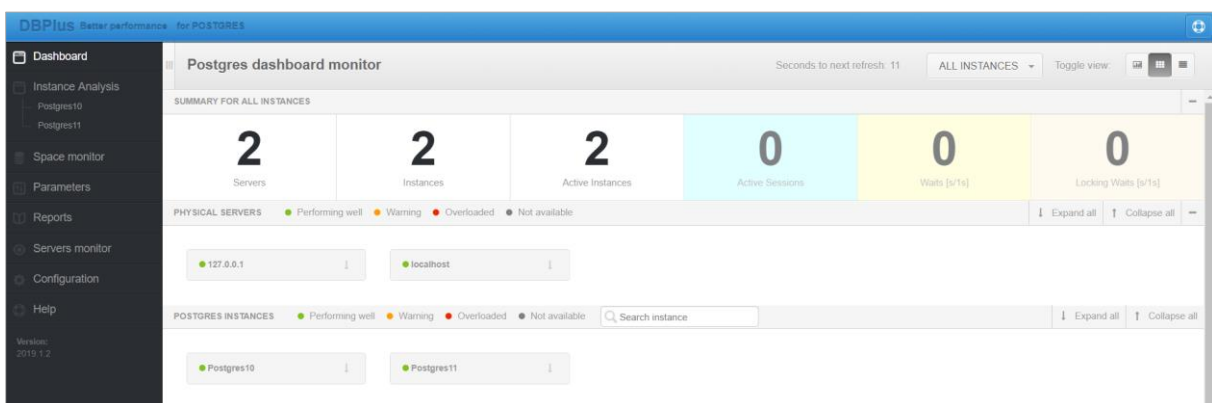 DBPlus Better performance for POSTGRES
Dashboard
Instance Analysis
Postgres10
Postgres11
Space monitor
Parameters
Reports
Servers monitor
Configuration
Help
Version:
2019.1.2
Postgres dashboard monitor
Seconds to next refresh: 11
ALL INSTANCES
Toggle view:
SUMMARY FOR ALL INSTANCES
2
Servers
2
Instances
2
Active Instances
0
Active Sessions
0
Waits [s/1s]
0
Locking Waits [s/1s]
PHYSICAL SERVERS Performing well Warning Overloaded Not available Expand all Collapse all
127.0.0.1 localhost
POSTGRES INSTANCES Performing well Warning Overloaded Not available Search instance Expand all Collapse all
Postgres10 Postgres11